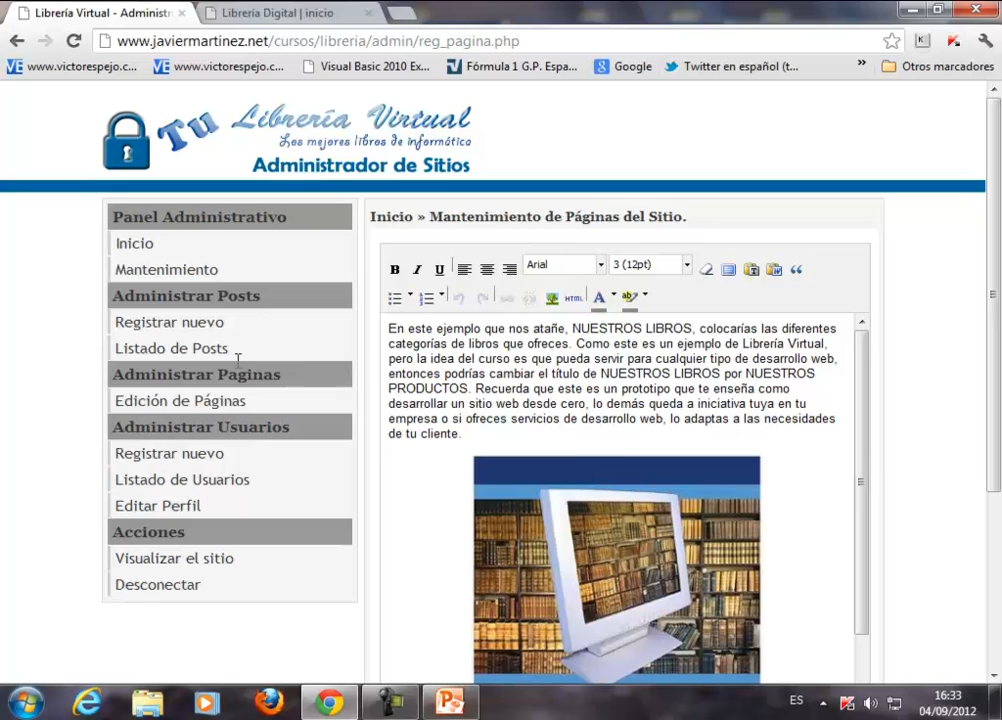 Librería Virtual - Administr
Librería Digital | inicio
www.javiermartinez.net/cursos/libreria/admin/reg_pagina.php
www.victorespejo.c...
www.victorespejo.c...
Visual Basic 2010 Ex...
Fórmula 1 G.P. Espa...
Google
Twitter en español (t...
»
Otros marcadores
Tu Librería Virtual
Los mejores libros de informática
Administrador de Sitios
Panel Administrativo
Inicio
Mantenimiento
Administrar Posts
Registrar nuevo
Listado de Posts
Administrar Paginas
Edición de Páginas
Administrar Usuarios
Registrar nuevo
Listado de Usuarios
Editar Perfil
Acciones
Visualizar el sitio
Desconectar
Inicio » Mantenimiento de Páginas del Sitio.
B I U
Arial
3 (12pt)
HTML
A
ab
En este ejemplo que nos atañe, NUESTROS LIBROS, colocarías las diferentes
categorías de libros que ofreces. Como este es un ejemplo de Librería Virtual,
pero la idea del curso es que pueda servir para cualquier tipo de desarrollo web,
entonces podrías cambiar el título de NUESTROS LIBROS por NUESTROS
PRODUCTOS. Recuerda que este es un prototipo que te enseña como
desarrollar un sitio web desde cero, lo demás queda a iniciativa tuya en tu
empresa o si ofreces servicios de desarrollo web, lo adaptas a las necesidades
de tu cliente.
ES
16:33
04/09/2012